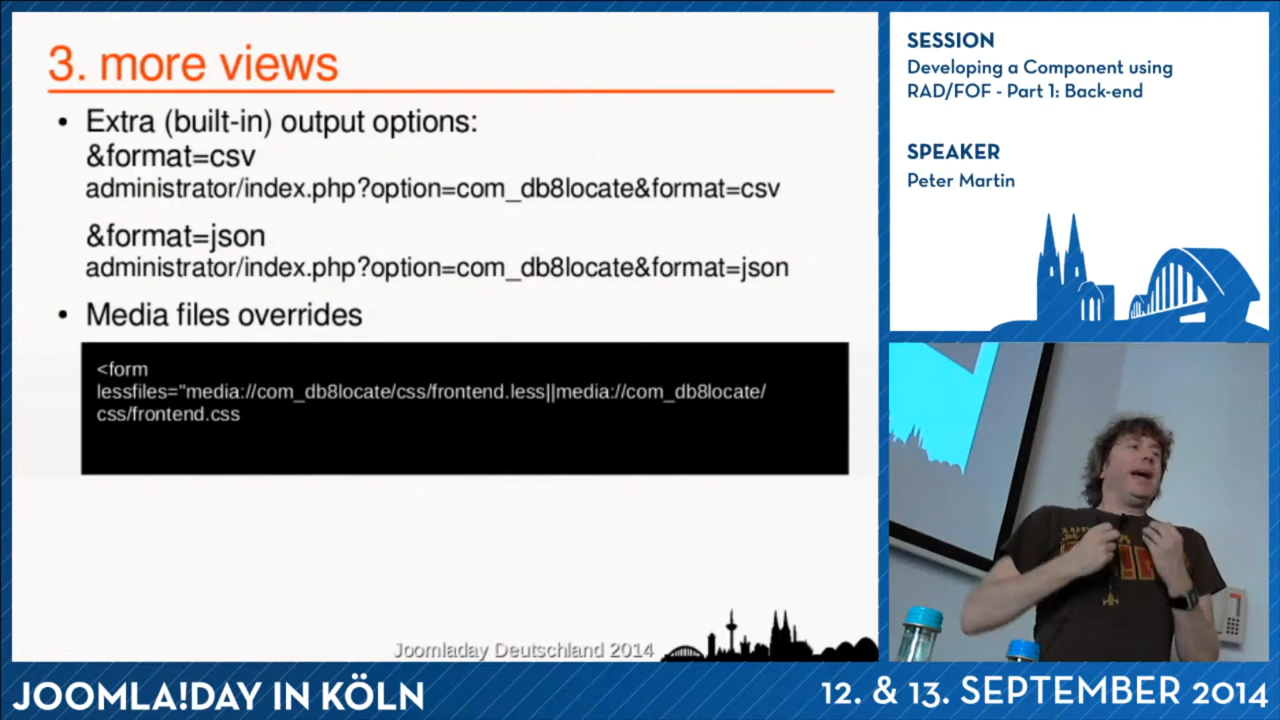 3. more views
• Extra (built-in) output options:
&format=csv
administrator/index.php?option=com_db8locate&format=csv
&format=json
administrator/index.php?option=com_db8locate&format=json
• Media files overrides
<form
lessfiles="media://com_db8locate/css/frontend.less||media://com_db8locate/
css/frontend.css
Joomladay Deutschland 2014
SESSION
Developing a Component using
RAD/FOF - Part 1: Back-end
SPEAKER
Peter Martin
JOOMLA!DAY IN KÖLN
12. & 13. SEPTEMBER 2014